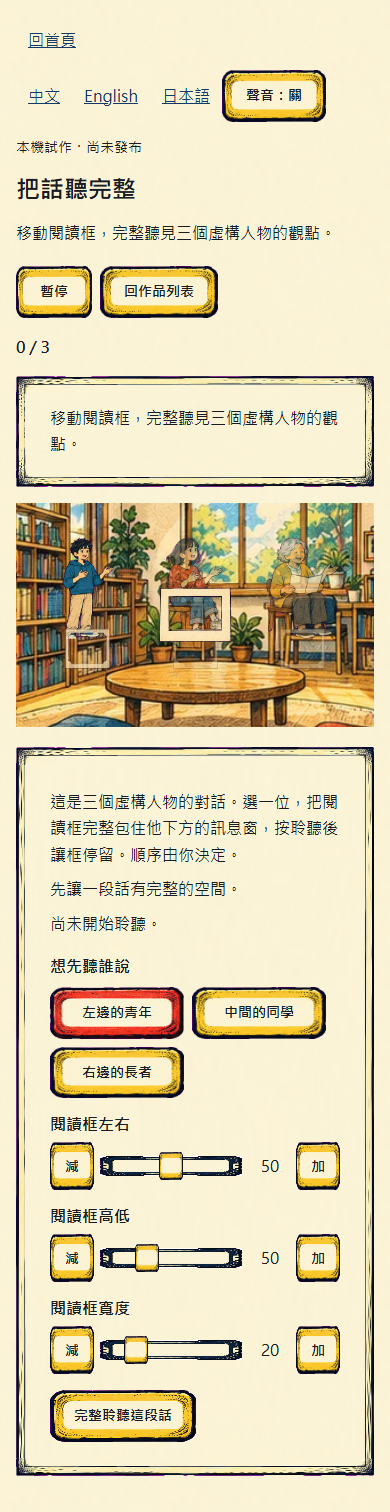 回首頁
中文 English 日本語 聲音：關
本機試作・尚未發布
把話聽完整
移動閱讀框，完整聽見三個虛構人物的觀點。
暫停 回作品列表
0 / 3
移動閱讀框，完整聽見三個虛構人物的觀
點。
這是三個虛構人物的對話。選一位，把閱
讀框完整包住他下方的訊息窗，按聆聽後
讓框停留。順序由你決定。
先讓一段話有完整的空間。
尚未開始聆聽。
想先聽誰說
左邊的青年 中間的同學
右邊的長者
閱讀框左右
減 50 加
閱讀框高低
減 50 加
閱讀框寬度
減 20 加
完整聆聽這段話